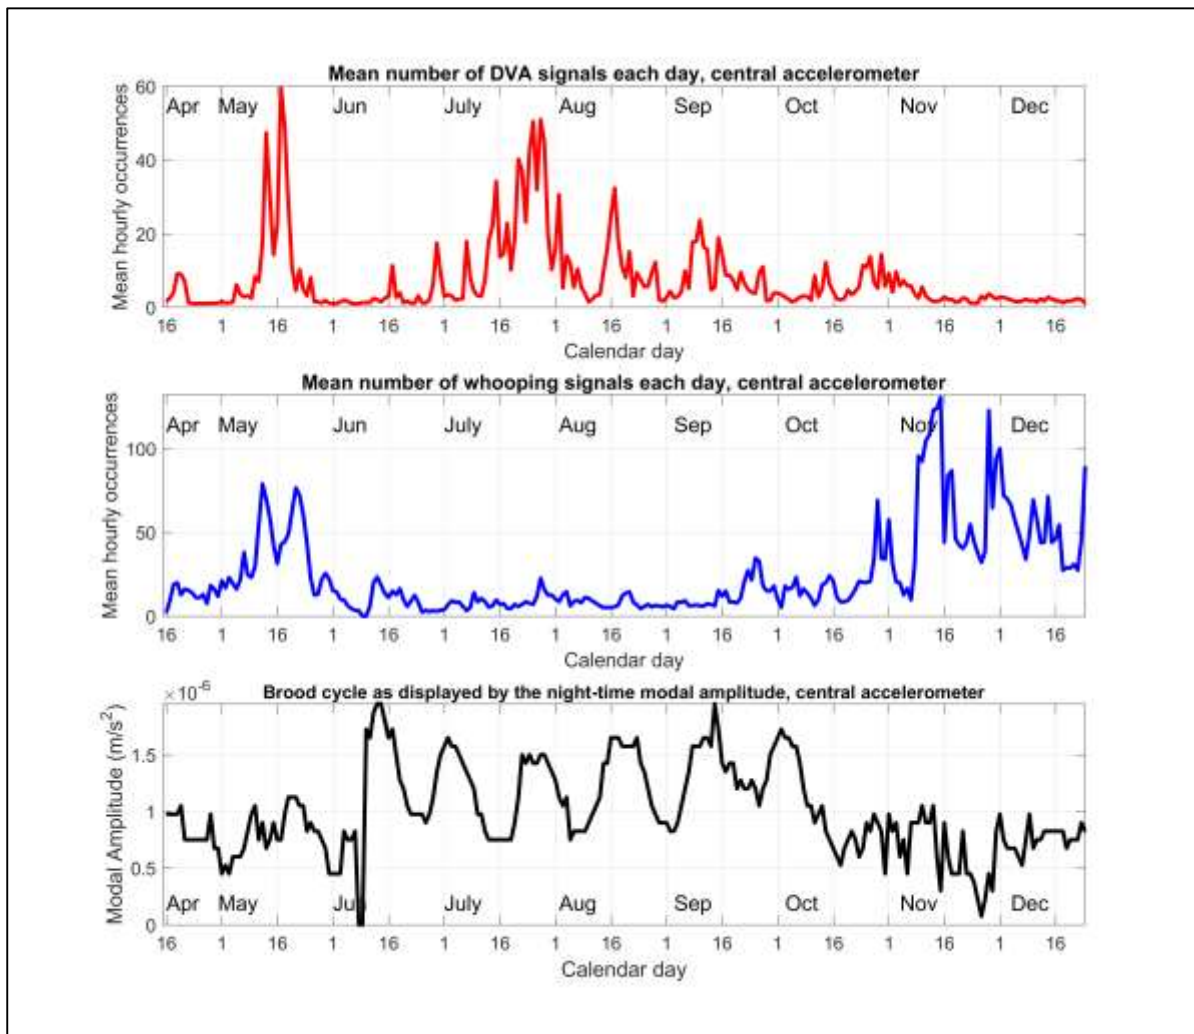 Mean number of DVA signals each day, central accelerometer
60
40
20
0
Mean hourly occurrences
Apr May Jun July Aug Sep Oct Nov Dec
16 1 16 1 16 1 16 1 16 1 16 1 16 1 16 1 16
Calendar day
Mean number of whooping signals each day, central accelerometer
100
50
0
Mean hourly occurrences
Apr May Jun July Aug Sep Oct Nov Dec
16 1 16 1 16 1 16 1 16 1 16 1 16 1 16 1 16
Calendar day
×10⁻⁶
Brood cycle as displayed by the night-time modal amplitude, central accelerometer
1.5
1
0.5
0
Modal Amplitude (m/s²)
Apr May Jun July Aug Sep Oct Nov Dec
16 1 16 1 16 1 16 1 16 1 16 1 16 1 16 1 16
Calendar day